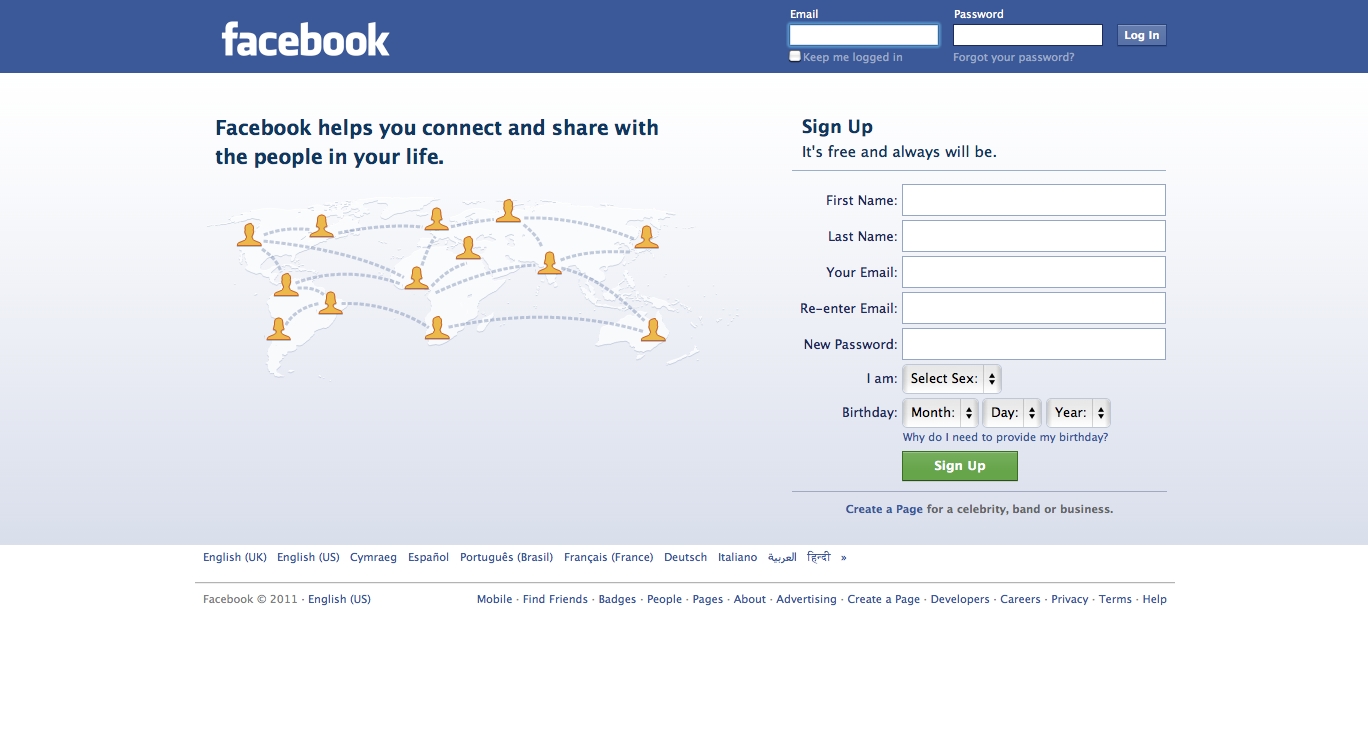 facebook
Email Password
Log In
Keep me logged in Forgot your password?
Facebook helps you connect and share with
the people in your life.
Sign Up
It's free and always will be.
First Name:
Last Name:
Your Email:
Re-enter Email:
New Password:
I am: Select Sex:
Birthday: Month: Day: Year:
Why do I need to provide my birthday?
Sign Up
Create a Page for a celebrity, band or business.
English (UK) English (US) Cymraeg Español Português (Brasil) Français (France) Deutsch Italiano العربية हिन्दी »
Facebook © 2011 · English (US) Mobile · Find Friends · Badges · People · Pages · About · Advertising · Create a Page · Developers · Careers · Privacy · Terms · Help